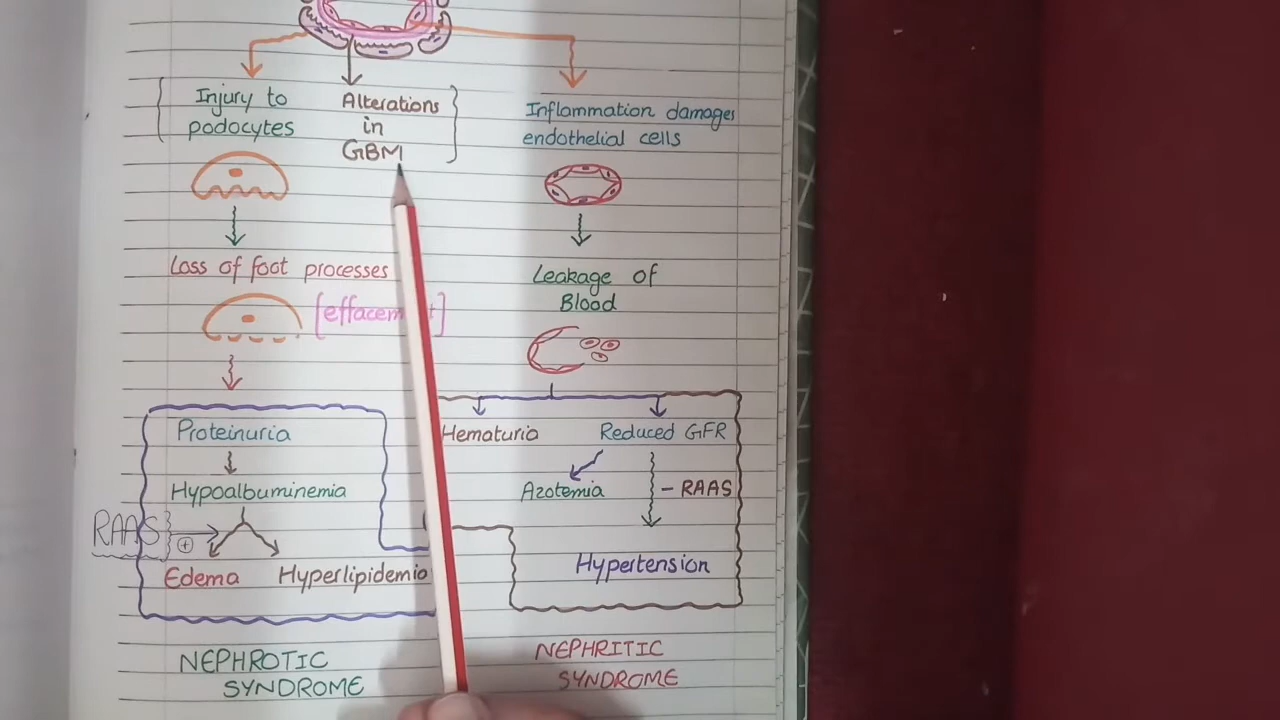 Injury to
podocytes
Alterations
in
GBM
Inflammation damages
endothelial cells
Loss of foot processes
Leakage of
Blood
Proteinuria
Hypoalbuminemia
RAAS
+
Edema
Hyperlipidemia
Hematuria
Reduced GFR
Azotemia
- RAAS
Hypertension
NEPHROTIC
SYNDROME
NEPHRITIC
SYNDROME